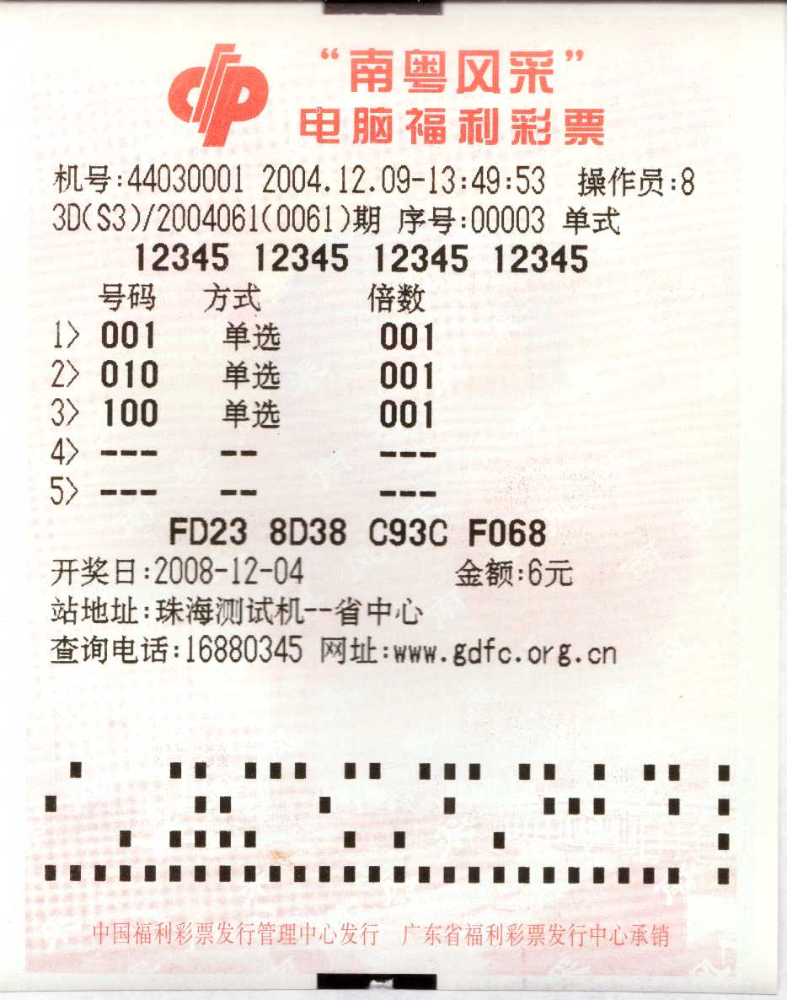 “南粤风采”
电脑福利彩票
机号:44030001 2004.12.09-13:49:53 操作员:8
3D(S3)/2004061(0061)期 序号:00003 单式
12345 12345 12345 12345
号码 方式 倍数
1> 001 单选 001
2> 010 单选 001
3> 100 单选 001
4> --- -- ---
5> --- -- ---
FD23 8D38 C93C F068
开奖日:2008-12-04 金额:6元
站地址:珠海测试机--省中心
查询电话:16880345 网址:www.gdfc.org.cn
中国福利彩票发行管理中心发行 广东省福利彩票发行中心承销